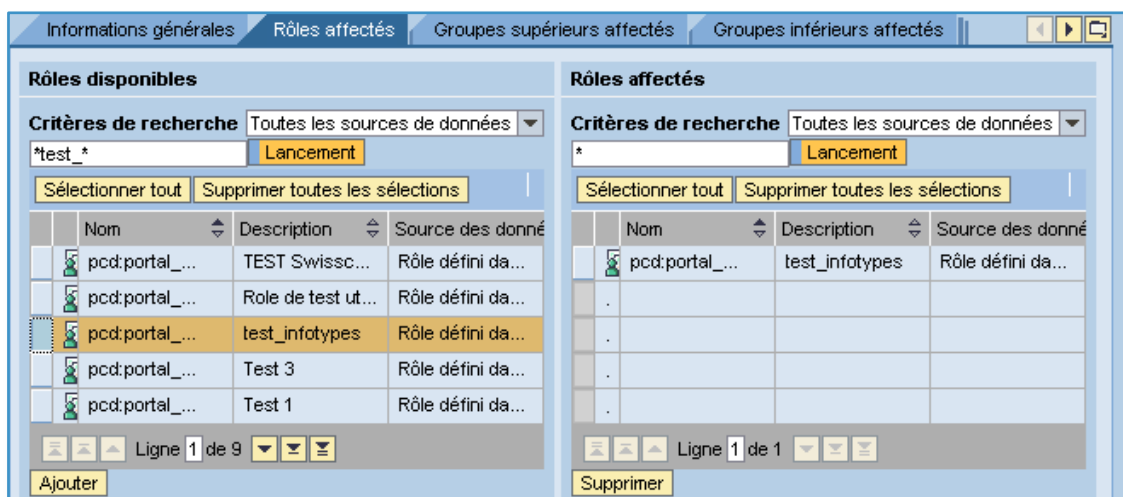 Informations générales Rôles affectés Groupes supérieurs affectés Groupes inférieurs affectés
Rôles disponibles
Critères de recherche Toutes les sources de données
*test_* Lancement
Sélectionner tout Supprimer toutes les sélections
Nom Description Source des donné
pcd:portal_... TEST Swissc... Rôle défini da...
pcd:portal_... Role de test ut... Rôle défini da...
pcd:portal_... test_infotypes Rôle défini da...
pcd:portal_... Test 3 Rôle défini da...
pcd:portal_... Test 1 Rôle défini da...
Ligne 1 de 9
Ajouter
Rôles affectés
Critères de recherche Toutes les sources de données
* Lancement
Sélectionner tout Supprimer toutes les sélections
Nom Description Source des donné
pcd:portal_... test_infotypes Rôle défini da...
.
.
.
.
Ligne 1 de 1
Supprimer